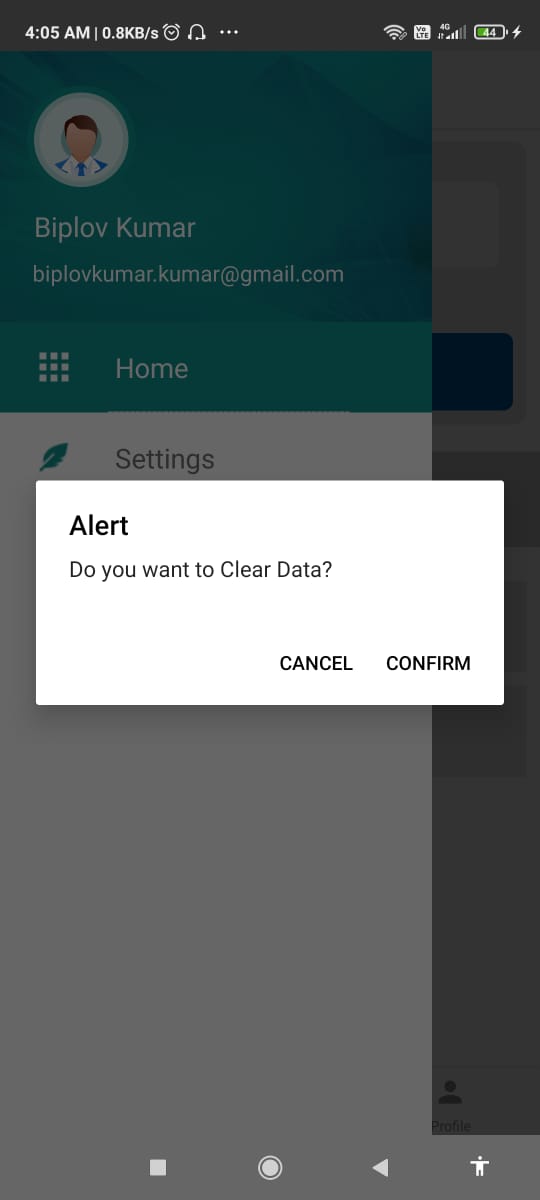 4:05 AM | 0.8KB/s
Vo LTE
4G
44
Biplov Kumar
biplovkumar.kumar@gmail.com
Home
Settings
Alert
Do you want to Clear Data?
CANCEL CONFIRM
Profile